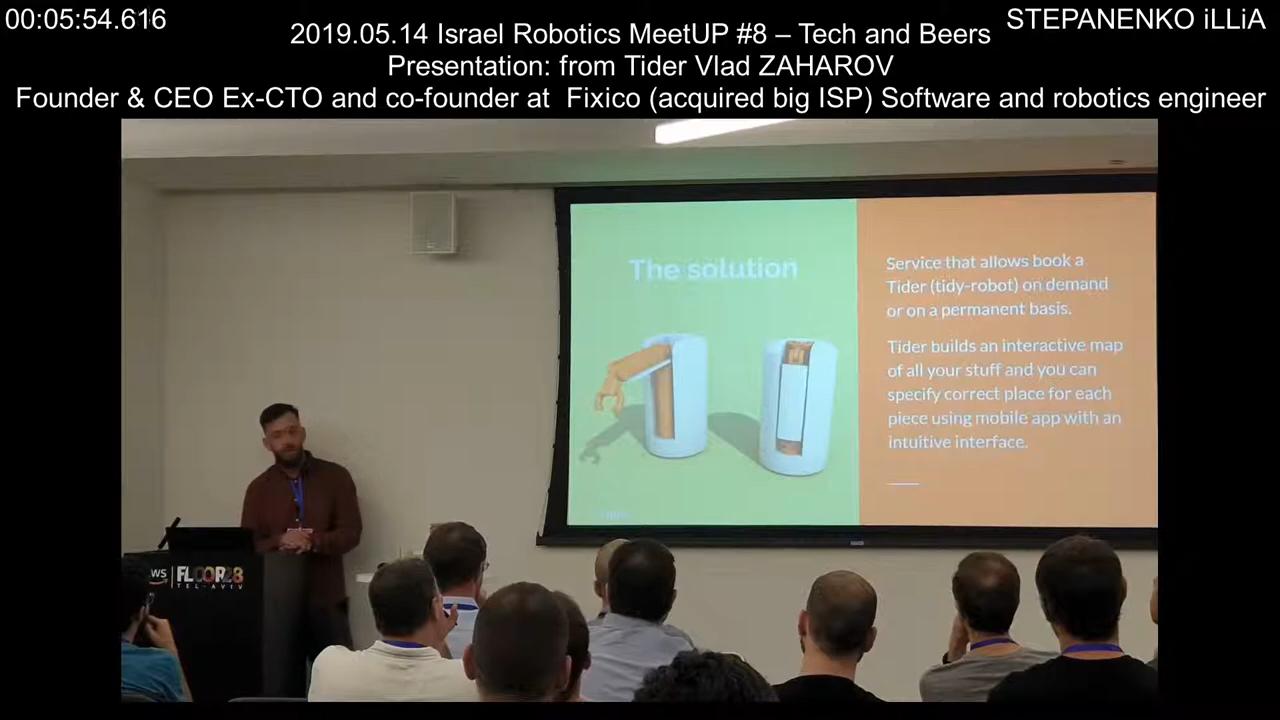 00:05:54.616
STEPANENKO iLLiA
2019.05.14 Israel Robotics MeetUP #8 – Tech and Beers
Presentation: from Tider Vlad ZAHAROV
Founder & CEO Ex-CTO and co-founder at  Fixico (acquired big ISP) Software and robotics engineer
The solution
Service that allows book a
Tider (tidy-robot) on demand
or on a permanent basis.
Tider builds an interactive map
of all your stuff and you can
specify correct place for each
piece using mobile app with an
intuitive interface.
FLOOR28
TEL-AVIV